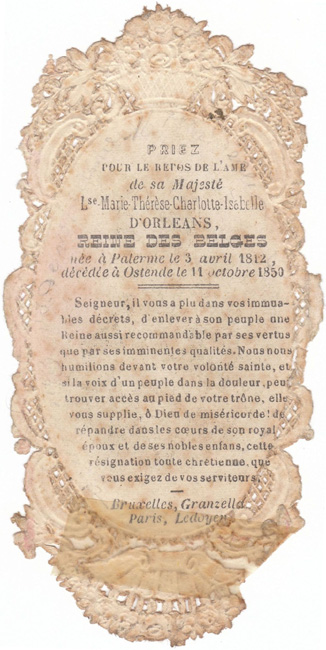 PRIEZ
POUR LE REPOS DE L'AME
de sa Majesté
Lse-Marie-Thérèse-Charlotte-Isabelle
D'ORLEANS,
REINE DES BELGES
née à Palerme le 3 avril 1812,
décédée à Ostende le 11 octobre 1850
Seigneur, il vous a plu dans vos immua-
bles décrets, d'enlever à son peuple une
Reine aussi recommandable par ses vertus
que par ses imminentes qualités. Nous nous
humilions devant votre volonté sainte, et
si la voix d'un peuple dans la douleur, peut
trouver accès au pied de votre trône, elle
vous supplie, ô Dieu de miséricorde! de
répandre dans les cœurs de son royal
époux et de ses nobles enfans, cette
résignation toute chrétienne, que
vous exigez de vos serviteurs.
Bruxelles, Granzella
Paris, Ledoyen